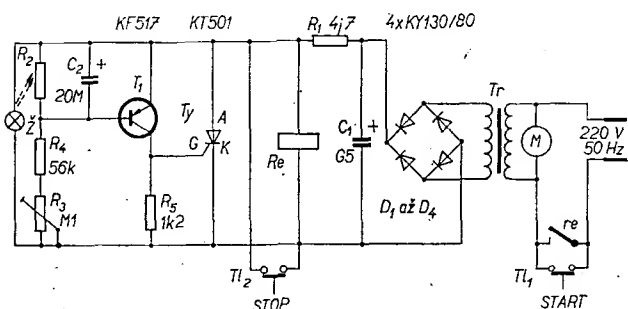 KF517 KT501 R₁ 4j7 4xKY130/80
R₂
C₂ +
20M
T₁
Ty
A
G K
Ž
R₄
56k
R₃
M1
R₅
1k2
Re
C₁ +
G5
D₁ až D₄
Tr
M
220 V
50 Hz
re
Tl₂
STOP
Tl₁
START